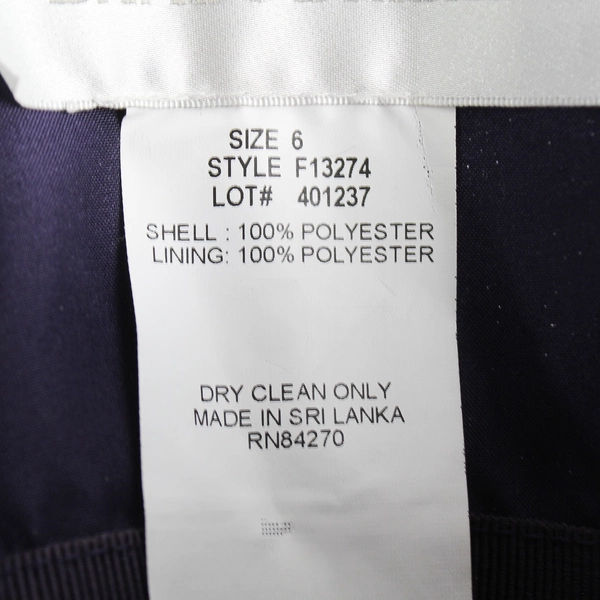 SIZE 6
STYLE F13274
LOT# 401237
SHELL : 100% POLYESTER
LINING: 100% POLYESTER
DRY CLEAN ONLY
MADE IN SRI LANKA
RN84270